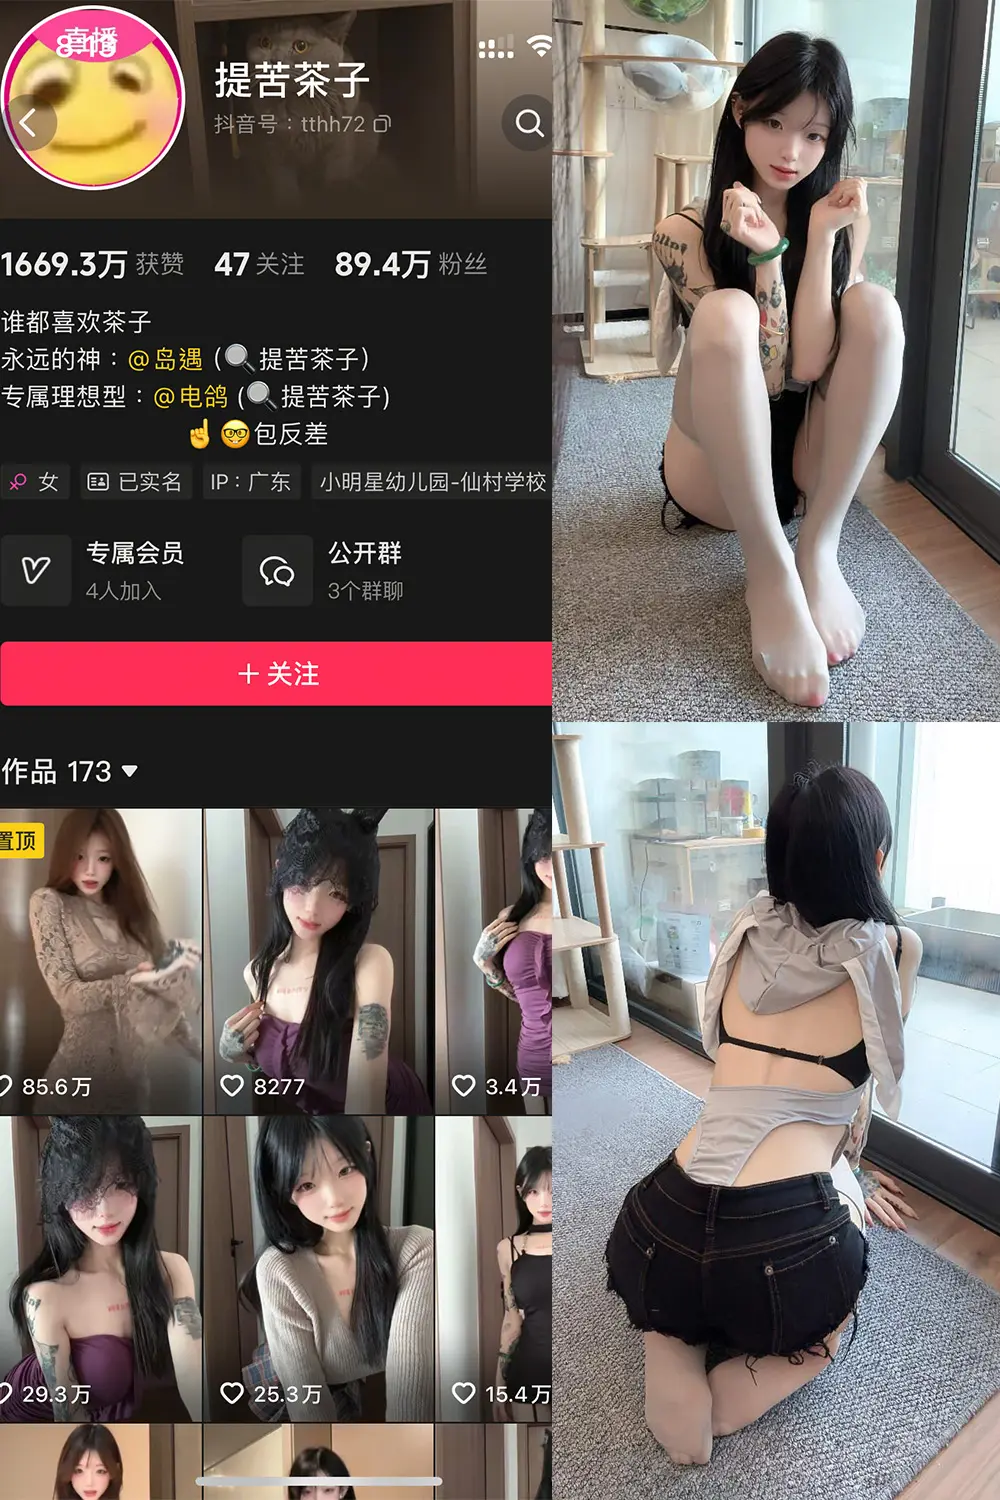 直播
8:13
提苦茶子
抖音号：tthh72
1669.3万 获赞 47 关注 89.4万 粉丝
谁都喜欢茶子
永远的神：@岛遇 (🔍提苦茶子)
专属理想型：@电鸽 (🔍提苦茶子)
☝️🤓包反差
女 已实名 IP：广东 小明星幼儿园-仙村学校
专属会员 公开群
4人加入 3个群聊
+ 关注
作品 173
置顶
85.6万 8277 3.4万
29.3万 25.3万 15.4万